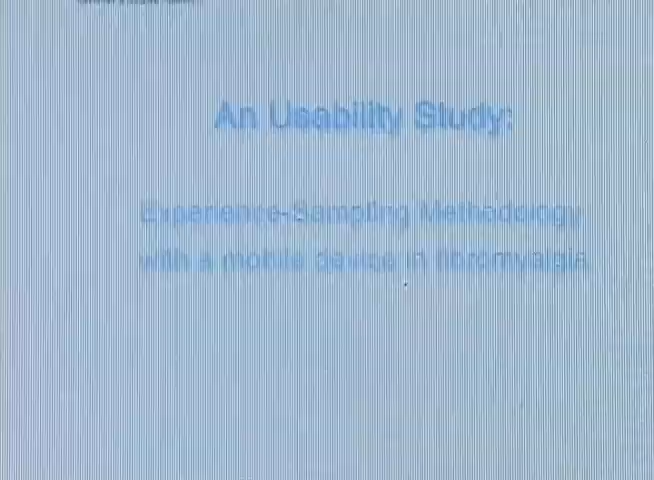 An Usability Study:
Experience-Sampling Methodology
with a mobile device in fibromyalgia